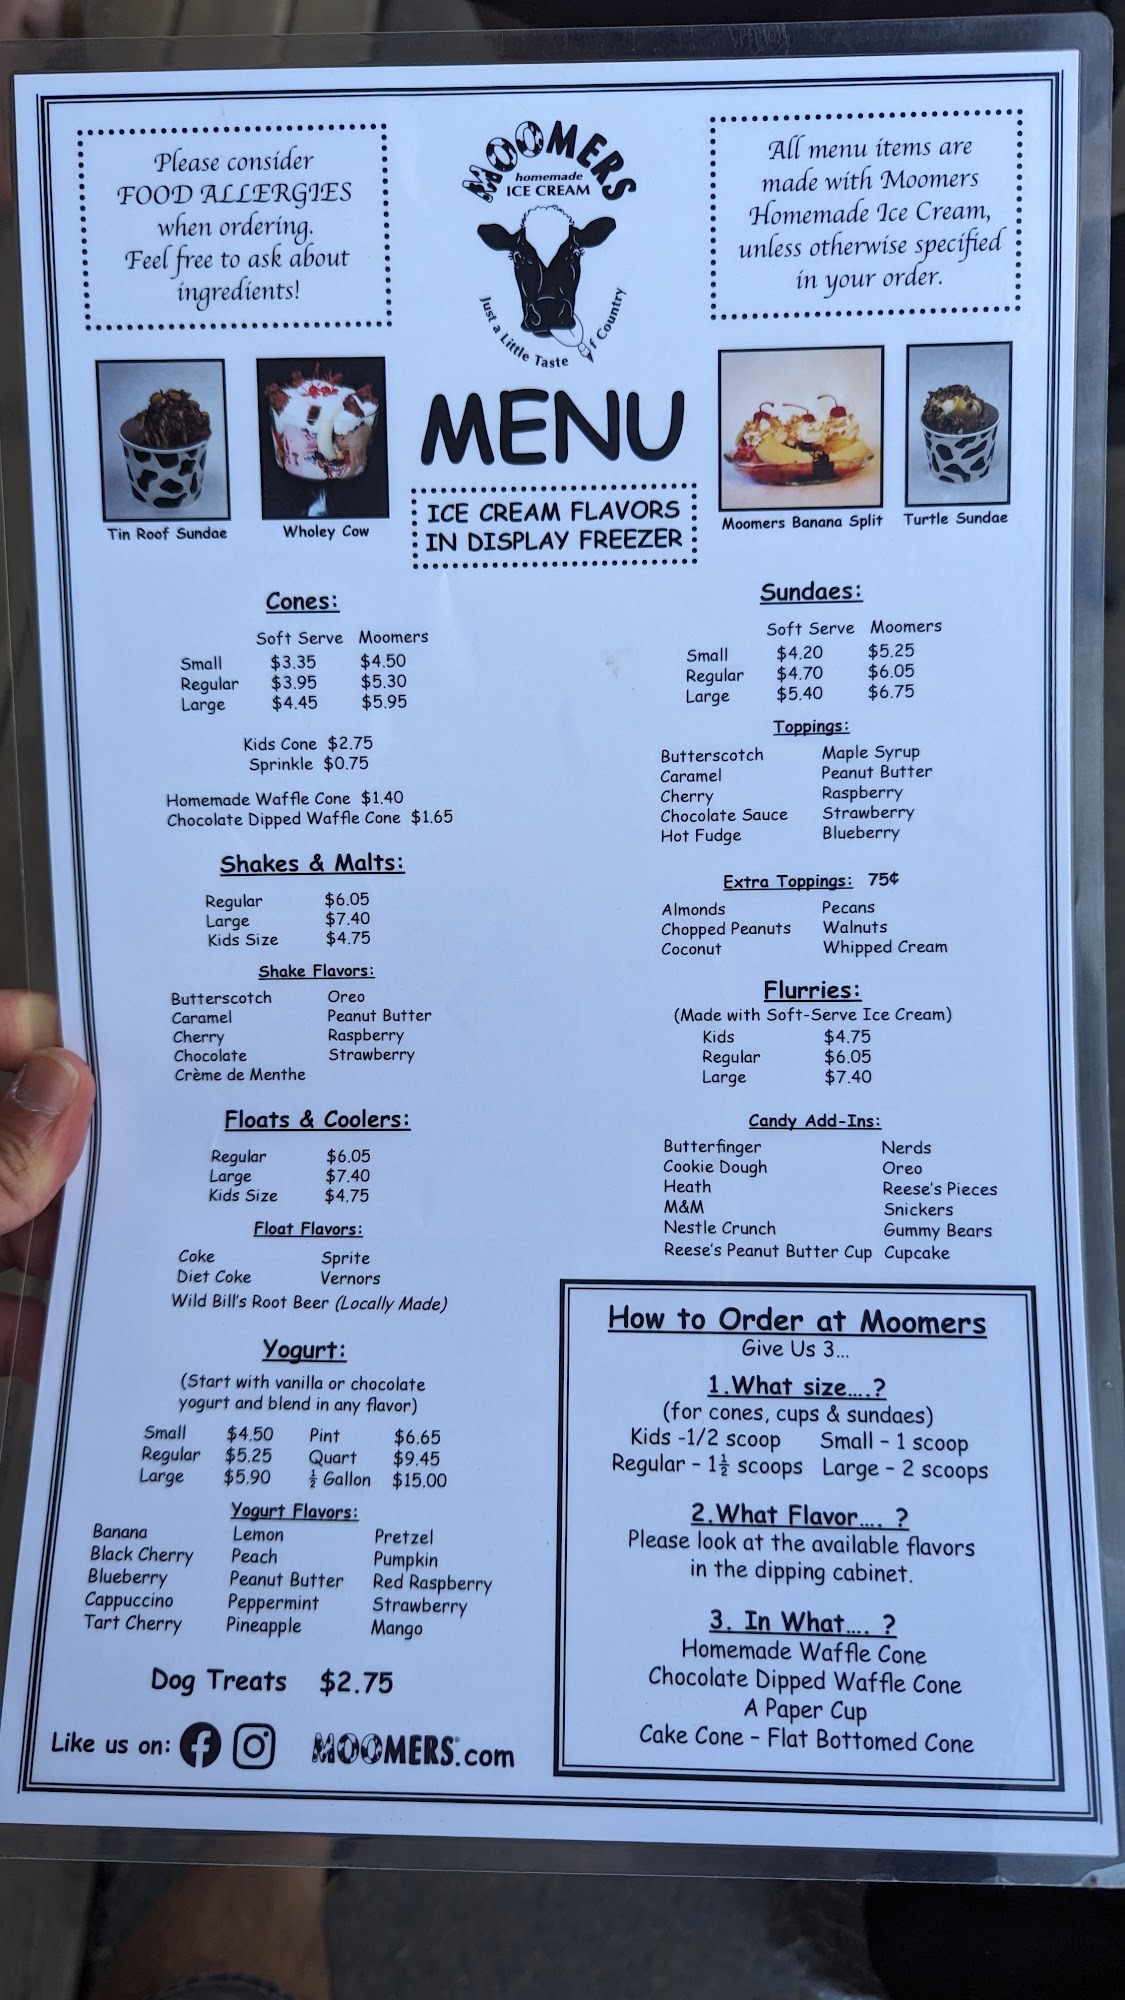 Please consider
FOOD ALLERGIES
when ordering.
Feel free to ask about
ingredients!
MOOMERS
homemade
ICE CREAM
Just a Little Taste of Country
All menu items are
made with Moomers
Homemade Ice Cream,
unless otherwise specified
in your order.
Tin Roof Sundae
Wholey Cow
MENU
ICE CREAM FLAVORS
IN DISPLAY FREEZER
Moomers Banana Split
Turtle Sundae
Cones:
Soft Serve Moomers
Small $3.35 $4.50
Regular $3.95 $5.30
Large $4.45 $5.95
Kids Cone $2.75
Sprinkle $0.75
Homemade Waffle Cone $1.40
Chocolate Dipped Waffle Cone $1.65
Shakes & Malts:
Regular $6.05
Large $7.40
Kids Size $4.75
Shake Flavors:
Butterscotch Oreo
Caramel Peanut Butter
Cherry Raspberry
Chocolate Strawberry
Crème de Menthe
Floats & Coolers:
Regular $6.05
Large $7.40
Kids Size $4.75
Float Flavors:
Coke Sprite
Diet Coke Vernors
Wild Bill's Root Beer (Locally Made)
Yogurt:
(Start with vanilla or chocolate
yogurt and blend in any flavor)
Small $4.50 Pint $6.65
Regular $5.25 Quart $9.45
Large $5.90 ½ Gallon $15.00
Yogurt Flavors:
Banana Lemon Pretzel
Black Cherry Peach Pumpkin
Blueberry Peanut Butter Red Raspberry
Cappuccino Peppermint Strawberry
Tart Cherry Pineapple Mango
Dog Treats $2.75
Like us on: MOOMERS.com
Sundaes:
Soft Serve Moomers
Small $4.20 $5.25
Regular $4.70 $6.05
Large $5.40 $6.75
Toppings:
Butterscotch Maple Syrup
Caramel Peanut Butter
Cherry Raspberry
Chocolate Sauce Strawberry
Hot Fudge Blueberry
Extra Toppings: 75¢
Almonds Pecans
Chopped Peanuts Walnuts
Coconut Whipped Cream
Flurries:
(Made with Soft-Serve Ice Cream)
Kids $4.75
Regular $6.05
Large $7.40
Candy Add-Ins:
Butterfinger Nerds
Cookie Dough Oreo
Heath Reese's Pieces
M&M Snickers
Nestle Crunch Gummy Bears
Reese's Peanut Butter Cup Cupcake
How to Order at Moomers
Give Us 3...
1.What size....?
(for cones, cups & sundaes)
Kids -1/2 scoop Small - 1 scoop
Regular - 1½ scoops Large - 2 scoops
2.What Flavor.... ?
Please look at the available flavors
in the dipping cabinet.
3. In What.... ?
Homemade Waffle Cone
Chocolate Dipped Waffle Cone
A Paper Cup
Cake Cone - Flat Bottomed Cone